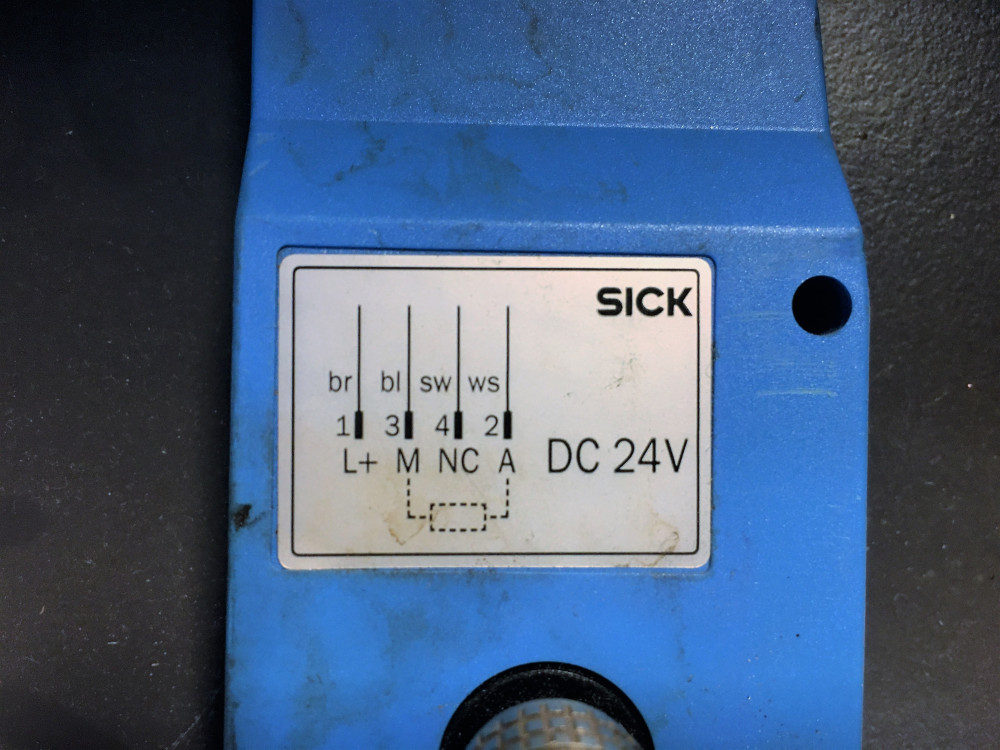 SICK
br bl sw ws
1 3 4 2
L+ M NC A
DC 24V